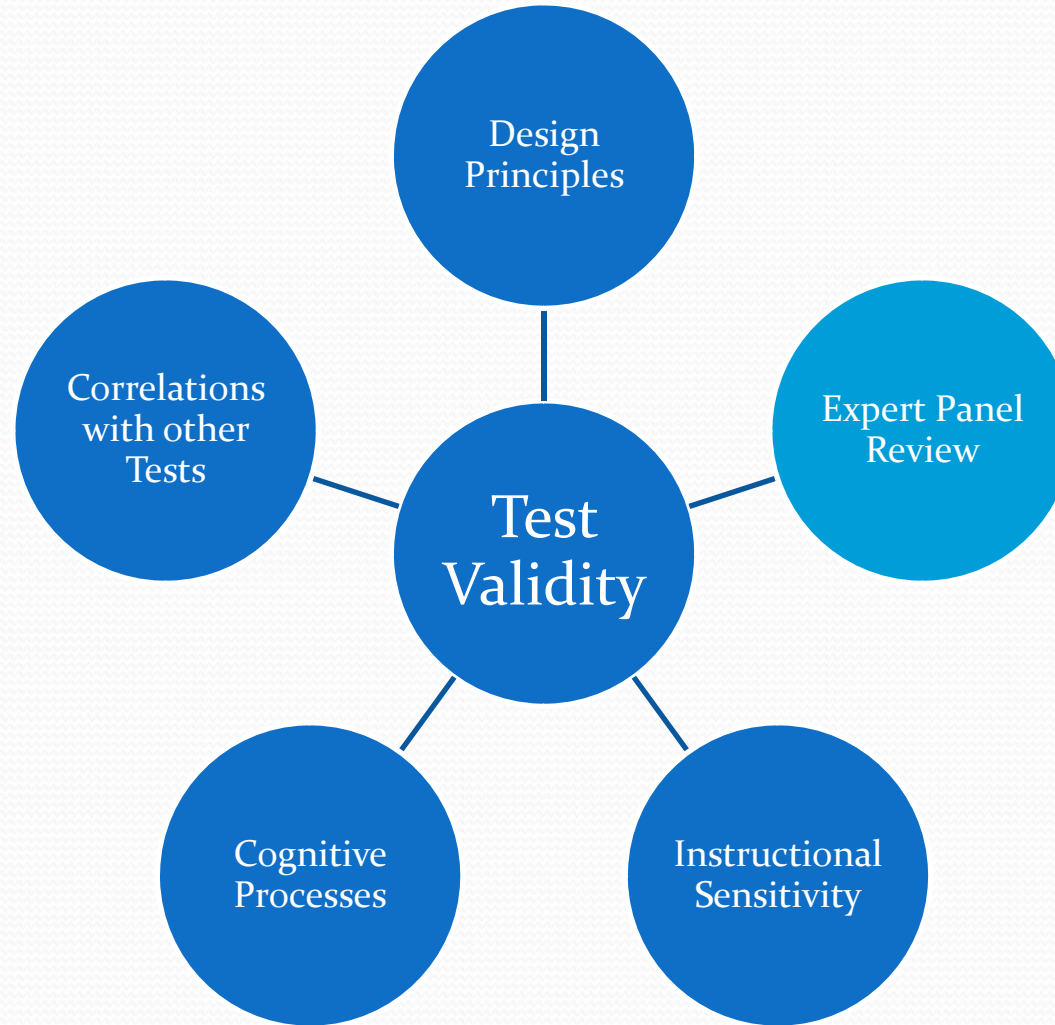 Design
Principles
Correlations
with other
Tests
Expert Panel
Review
Test
Validity
Cognitive
Processes
Instructional
Sensitivity